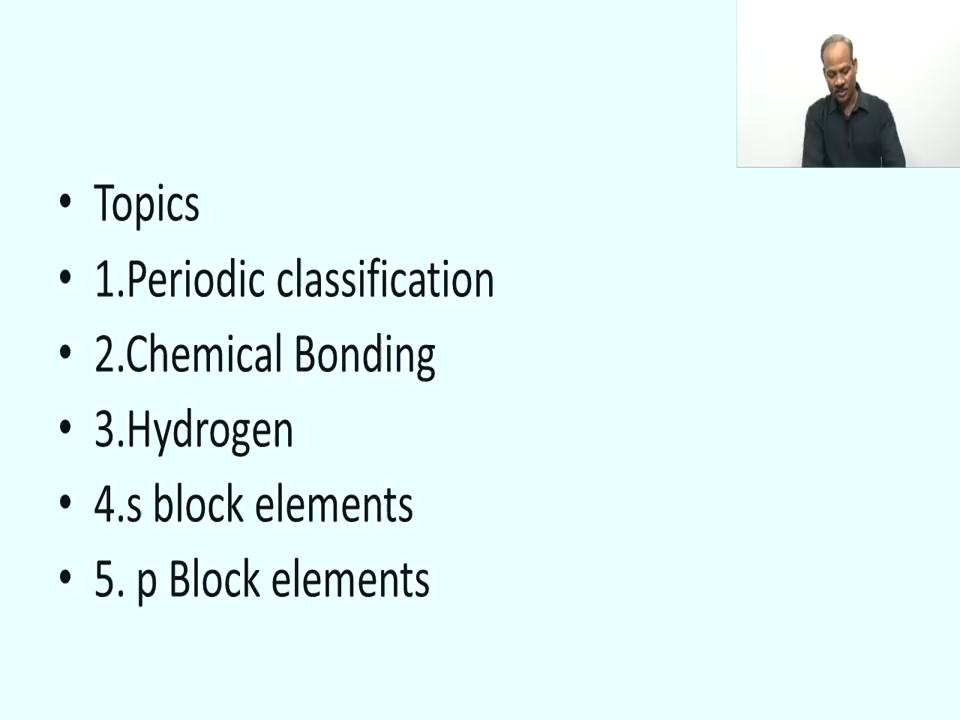 • Topics
• 1.Periodic classification
• 2.Chemical Bonding
• 3.Hydrogen
• 4.s block elements
• 5. p Block elements